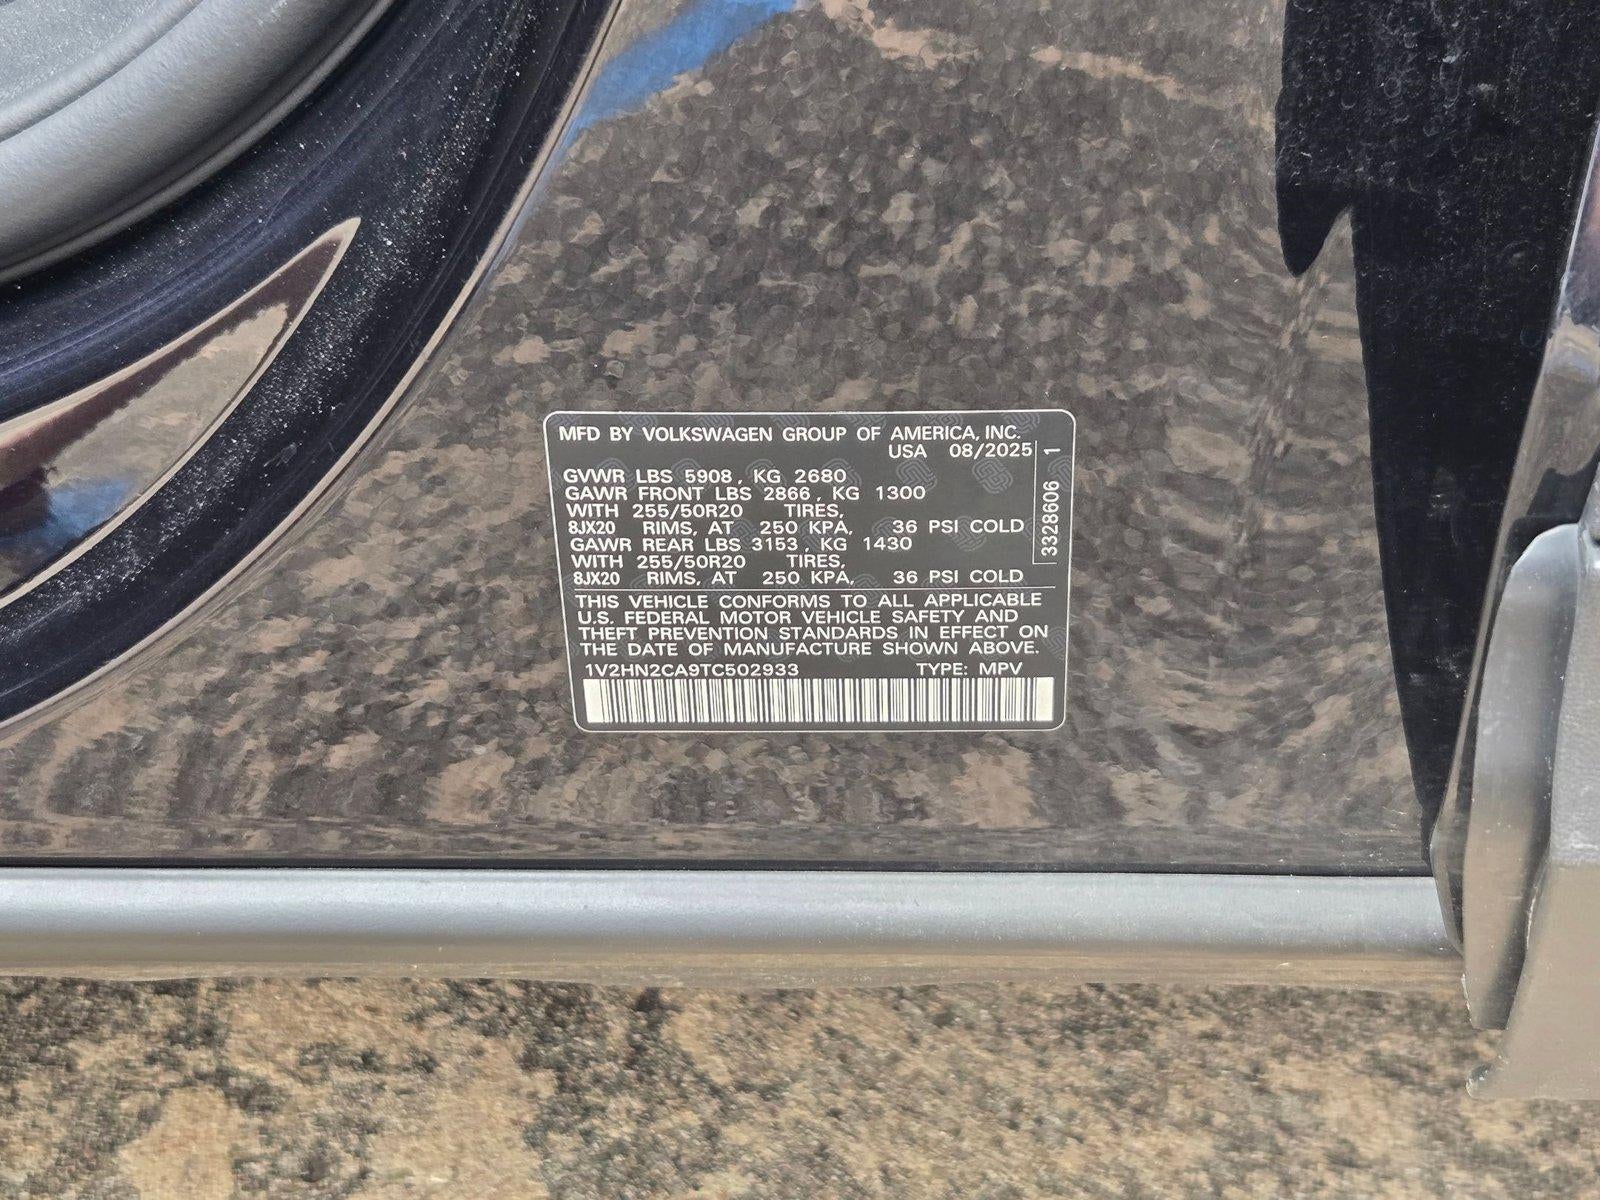 MFD BY VOLKSWAGEN GROUP OF AMERICA, INC.
USA 08/2025
GVWR LBS 5908, KG 2680
GAWR FRONT LBS 2866, KG 1300
WITH 255/50R20 TIRES,
8JX20 RIMS, AT 250 KPA, 36 PSI COLD
GAWR REAR LBS 3153, KG 1430
WITH 255/50R20 TIRES,
8JX20 RIMS, AT 250 KPA, 36 PSI COLD
THIS VEHICLE CONFORMS TO ALL APPLICABLE
U.S. FEDERAL MOTOR VEHICLE SAFETY AND
THEFT PREVENTION STANDARDS IN EFFECT ON
THE DATE OF MANUFACTURE SHOWN ABOVE.
1V2HN2CA9TC502933 TYPE: MPV
3328606 1